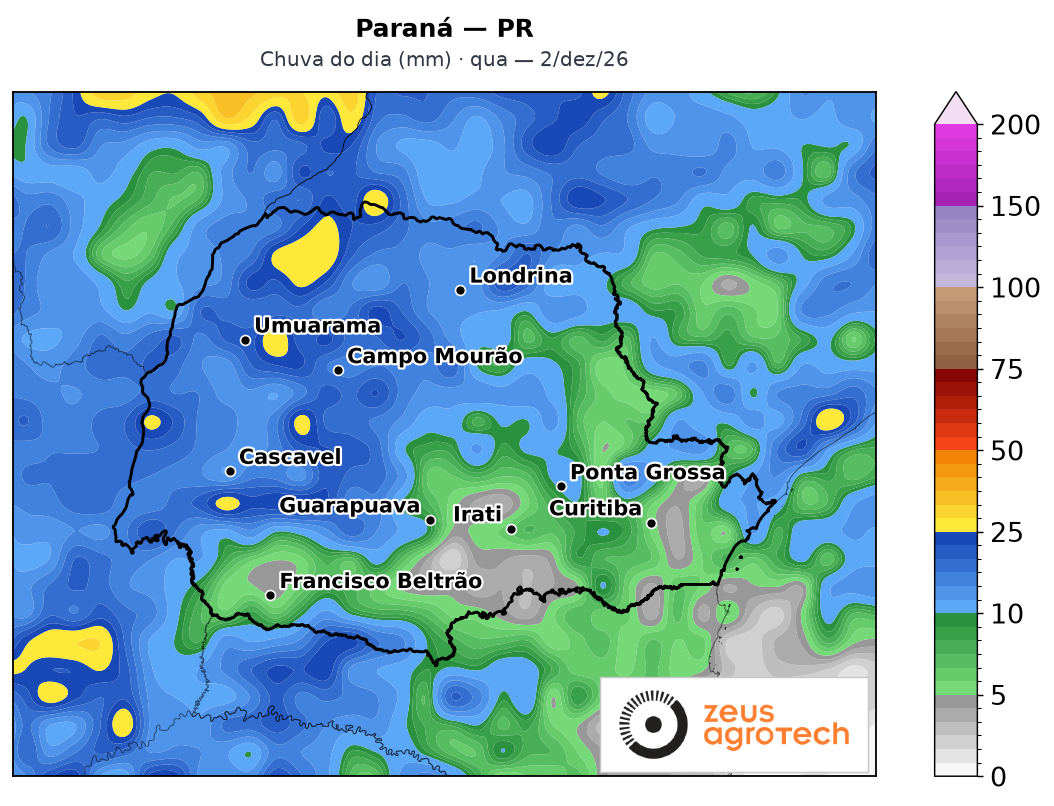 Paraná — PR
Chuva do dia (mm) · qua — 2/dez/26
Londrina
Umuarama
Campo Mourão
Cascavel
Ponta Grossa
Guarapuava
Irati
Curitiba
Francisco Beltrão
zeus
agrotech
200
150
100
75
50
25
10
5
0